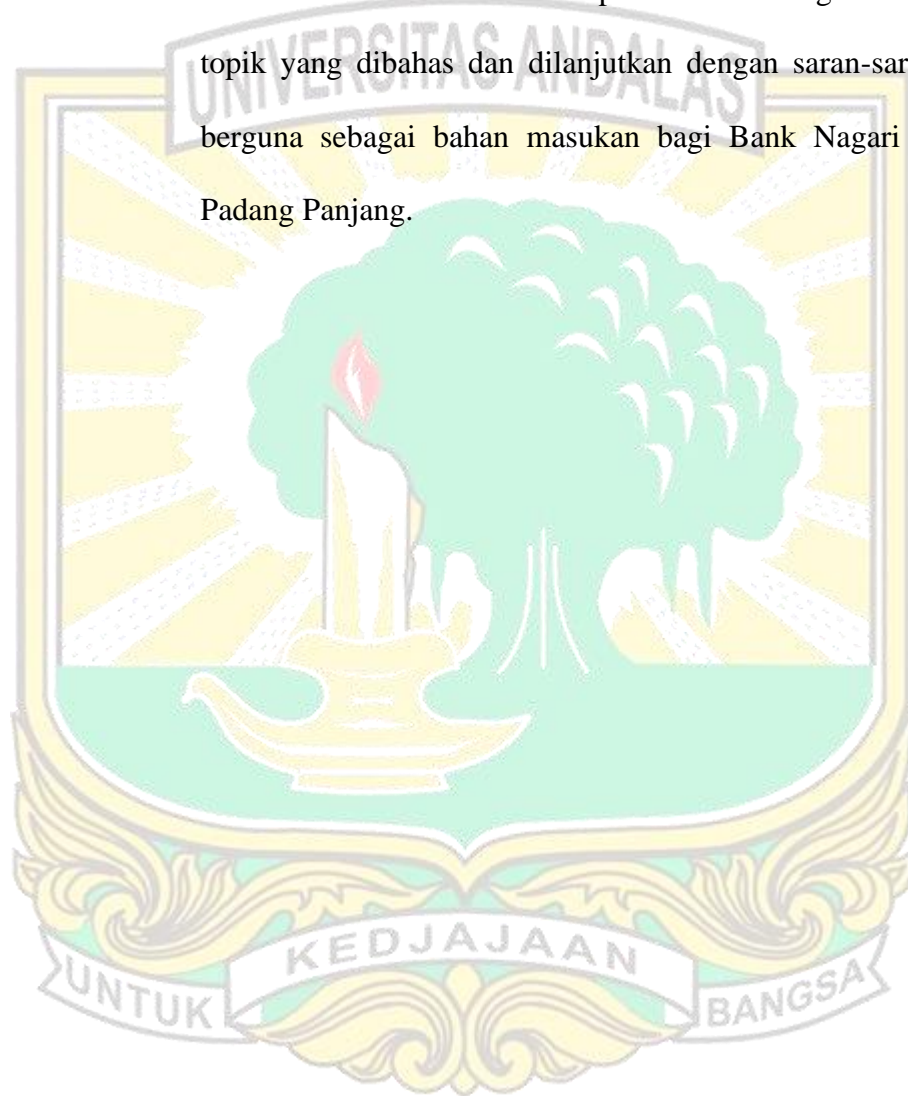 UNIVERSITAS ANDALAS
topik yang dibahas dan dilanjutkan dengan saran-sar
berguna sebagai bahan masukan bagi Bank Nagari
Padang Panjang.
UNTUK KEDJAJAAN BANGSA